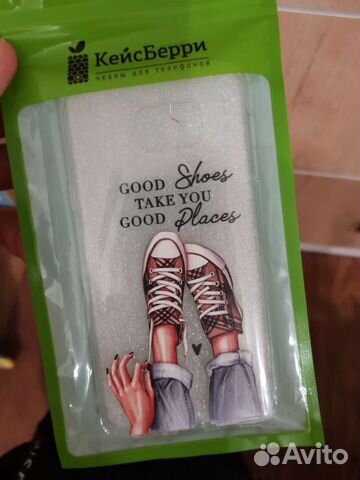 КейсБерри
чехлы для телефонов
GOOD Shoes
TAKE YOU
GOOD Places
Avito